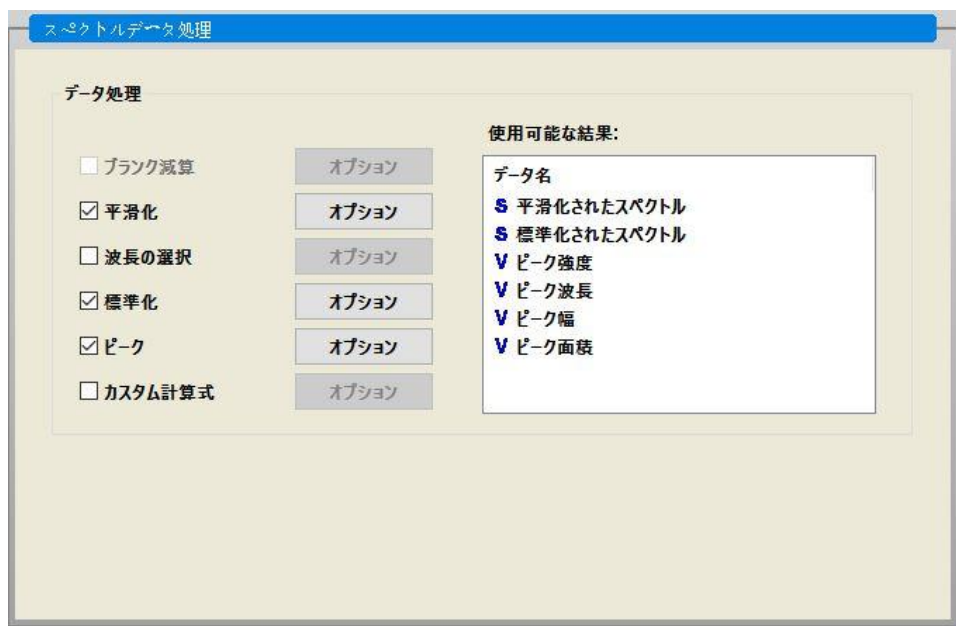 スペクトルデータ処理
データ処理
ブランク減算 オプション
平滑化 オプション
波長の選択 オプション
標準化 オプション
ピーク オプション
カスタム計算式 オプション
使用可能な結果:
データ名
S 平滑化されたスペクトル
S 標準化されたスペクトル
V ピーク強度
V ピーク波長
V ピーク幅
V ピーク面積